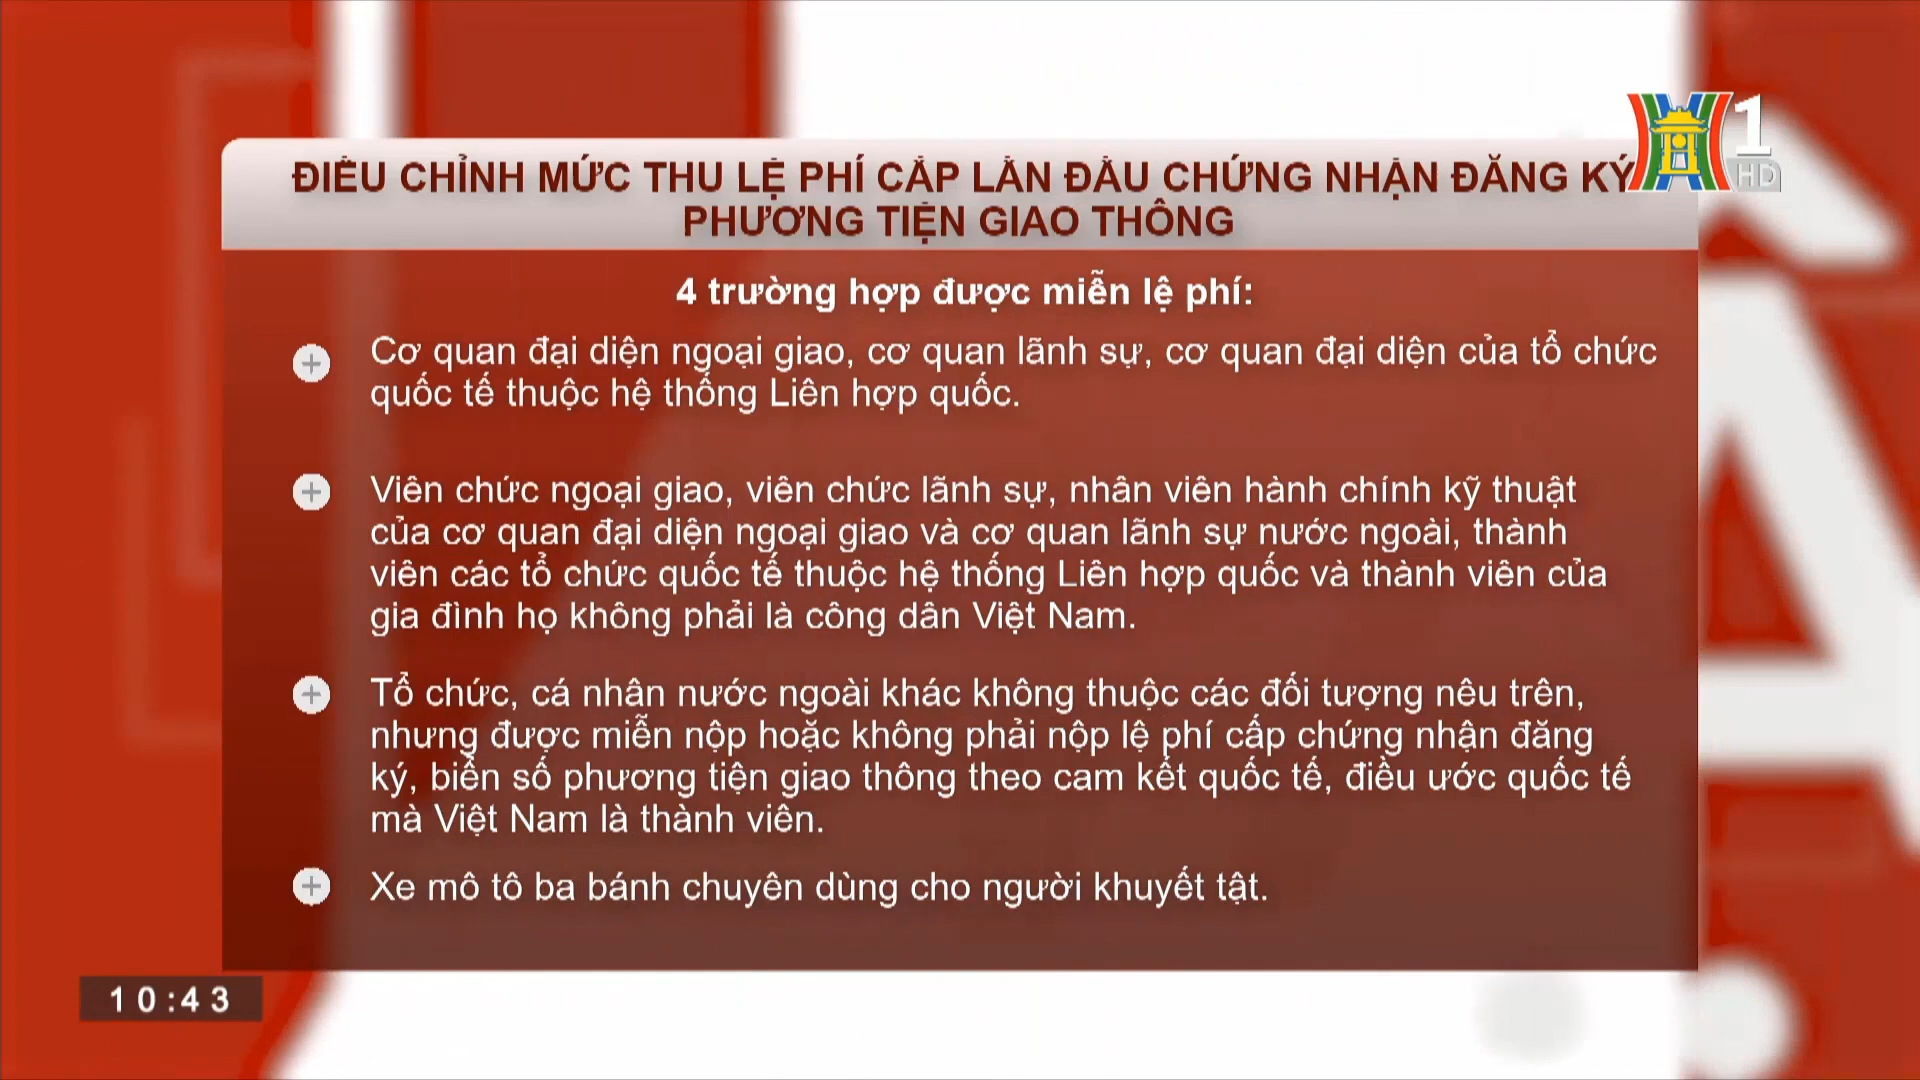 ĐIỀU CHỈNH MỨC THU LỆ PHÍ CẤP LẦN ĐẦU CHỨNG NHẬN ĐĂNG KÝ
PHƯƠNG TIỆN GIAO THÔNG
1
HD
4 trường hợp được miễn lệ phí:
Cơ quan đại diện ngoại giao, cơ quan lãnh sự, cơ quan đại diện của tổ chức
quốc tế thuộc hệ thống Liên hợp quốc.
Viên chức ngoại giao, viên chức lãnh sự, nhân viên hành chính kỹ thuật
của cơ quan đại diện ngoại giao và cơ quan lãnh sự nước ngoài, thành
viên các tổ chức quốc tế thuộc hệ thống Liên hợp quốc và thành viên của
gia đình họ không phải là công dân Việt Nam.
Tổ chức, cá nhân nước ngoài khác không thuộc các đối tượng nêu trên,
nhưng được miễn nộp hoặc không phải nộp lệ phí cấp chứng nhận đăng
ký, biển số phương tiện giao thông theo cam kết quốc tế, điều ước quốc tế
mà Việt Nam là thành viên.
Xe mô tô ba bánh chuyên dùng cho người khuyết tật.
10:43